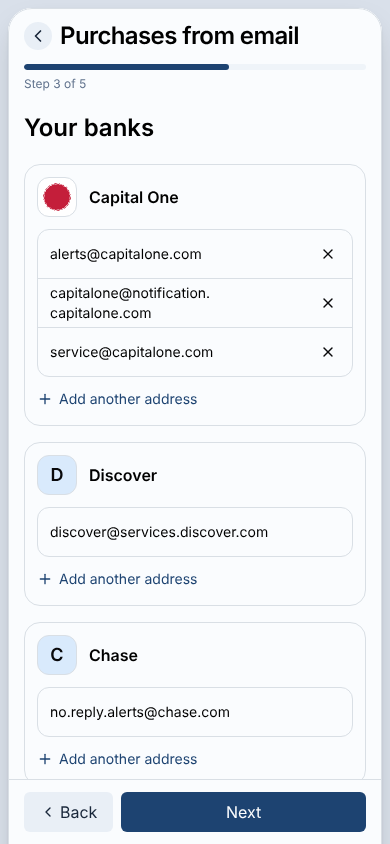 Purchases from email
Step 3 of 5
Your banks
Capital One
alerts@capitalone.com
capitalone@notification.
capitalone.com
service@capitalone.com
Add another address
D Discover
discover@services.discover.com
Add another address
C Chase
no.reply.alerts@chase.com
Add another address
Back Next